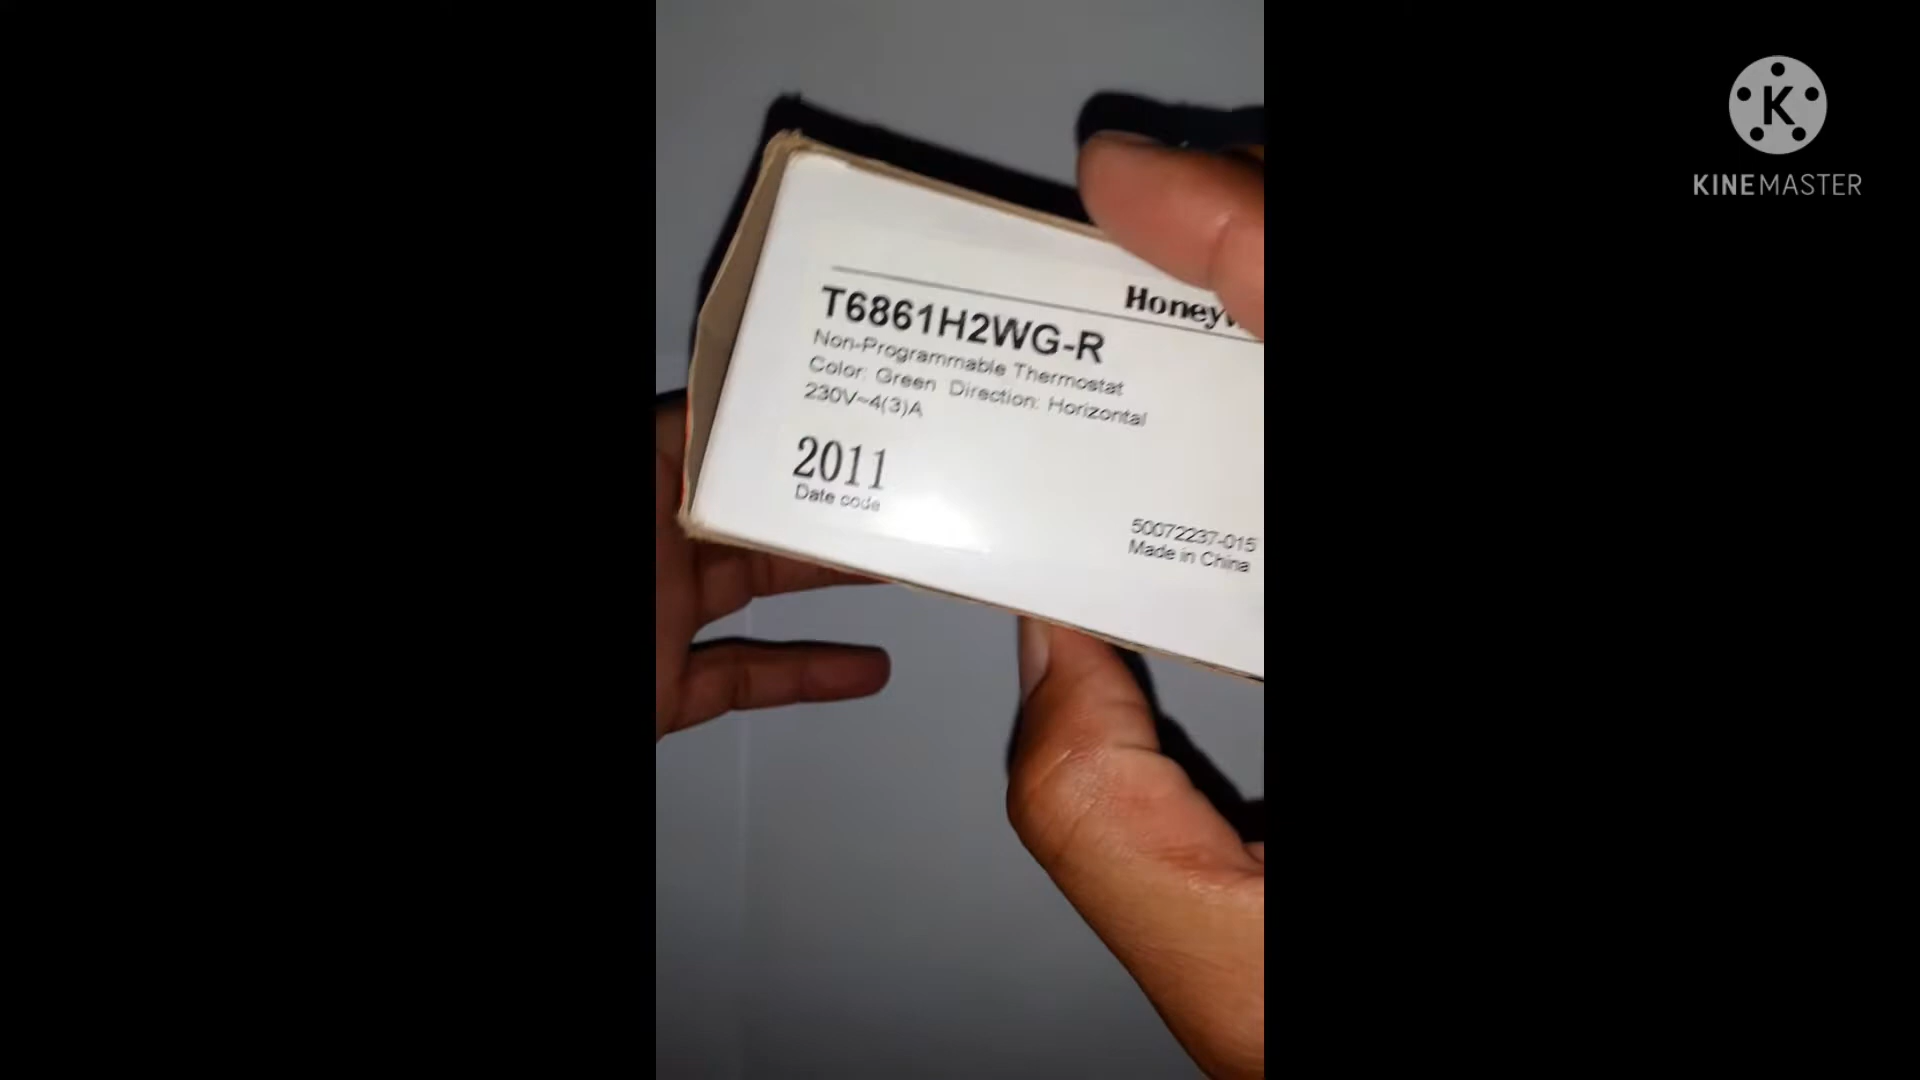 T6861H2WG-R
Non-Programmable Thermostat
Color: Green Direction: Horizontal
230V~4(3)A
2011
Date code
50072237-015
Made in China
KINEMASTER